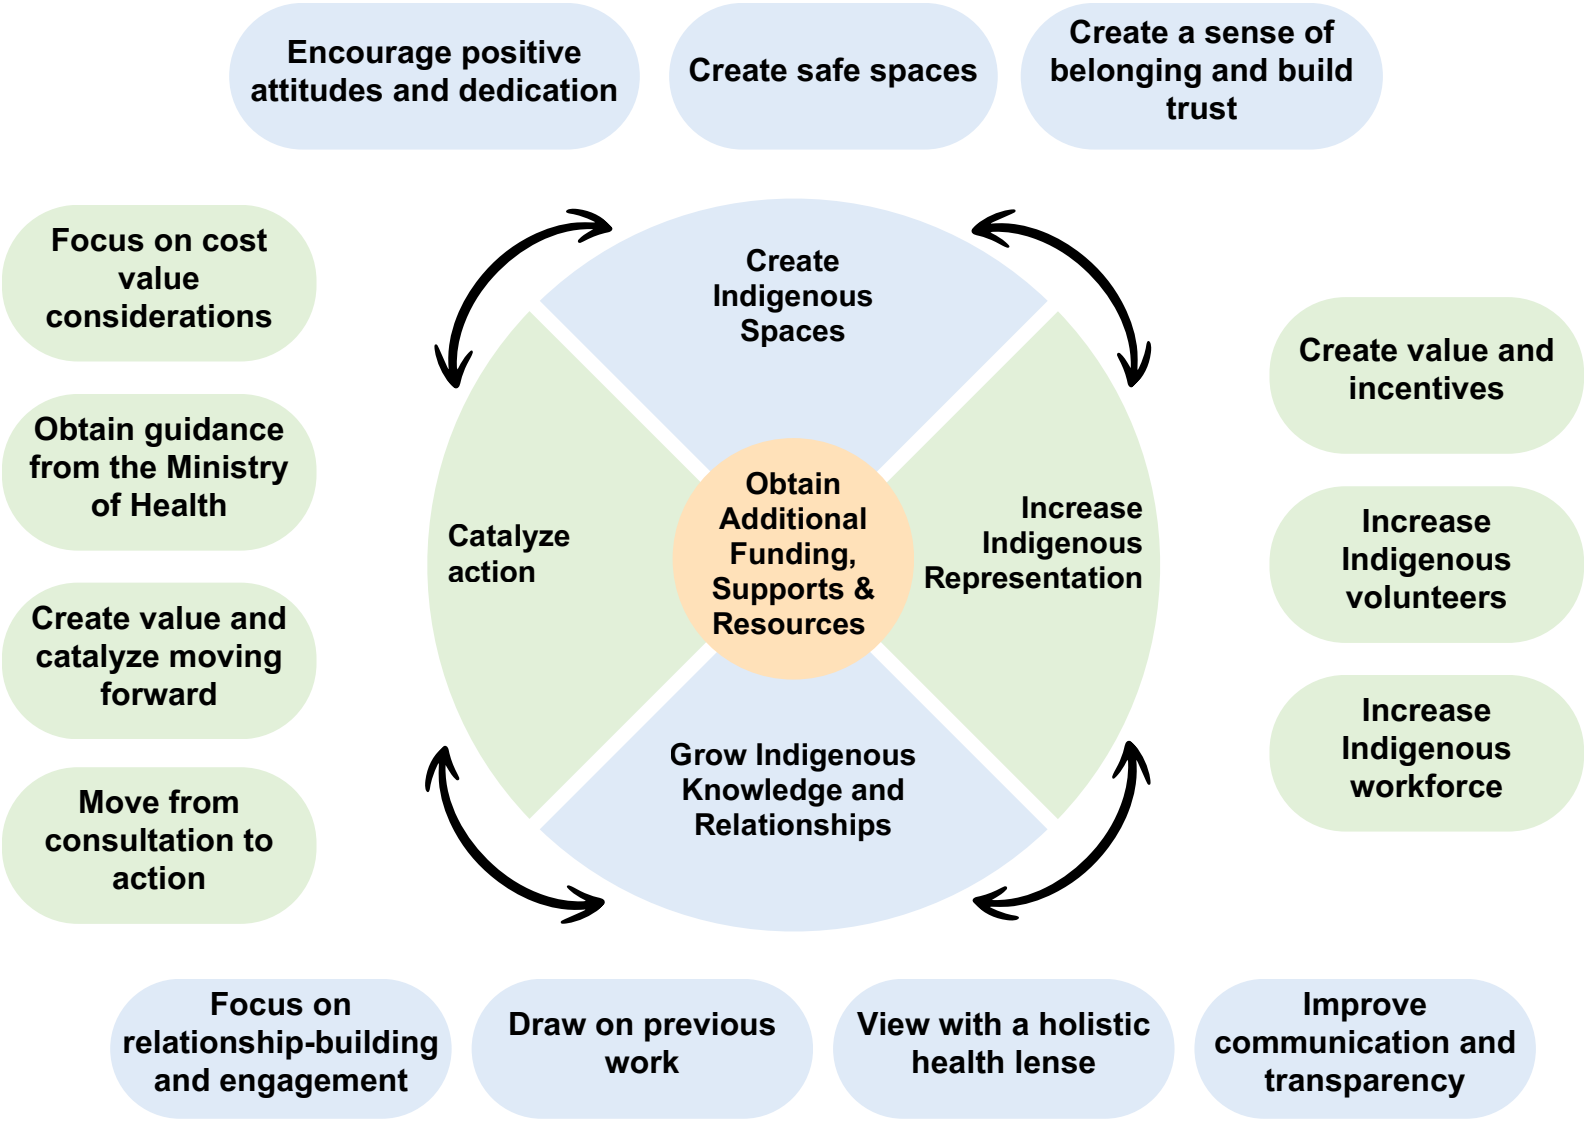 Encourage positive
attitudes and dedication
Create safe spaces
Create a sense of
belonging and build
trust
Focus on cost
value
considerations
Obtain guidance
from the Ministry
of Health
Create value and
catalyze moving
forward
Move from
consultation to
action
Create
Indigenous
Spaces
Catalyze
action
Obtain
Additional
Funding,
Supports &
Resources
Increase
Indigenous
Representation
Grow Indigenous
Knowledge and
Relationships
Create value and
incentives
Increase
Indigenous
volunteers
Increase
Indigenous
workforce
Focus on
relationship-building
and engagement
Draw on previous
work
View with a holistic
health lense
Improve
communication and
transparency